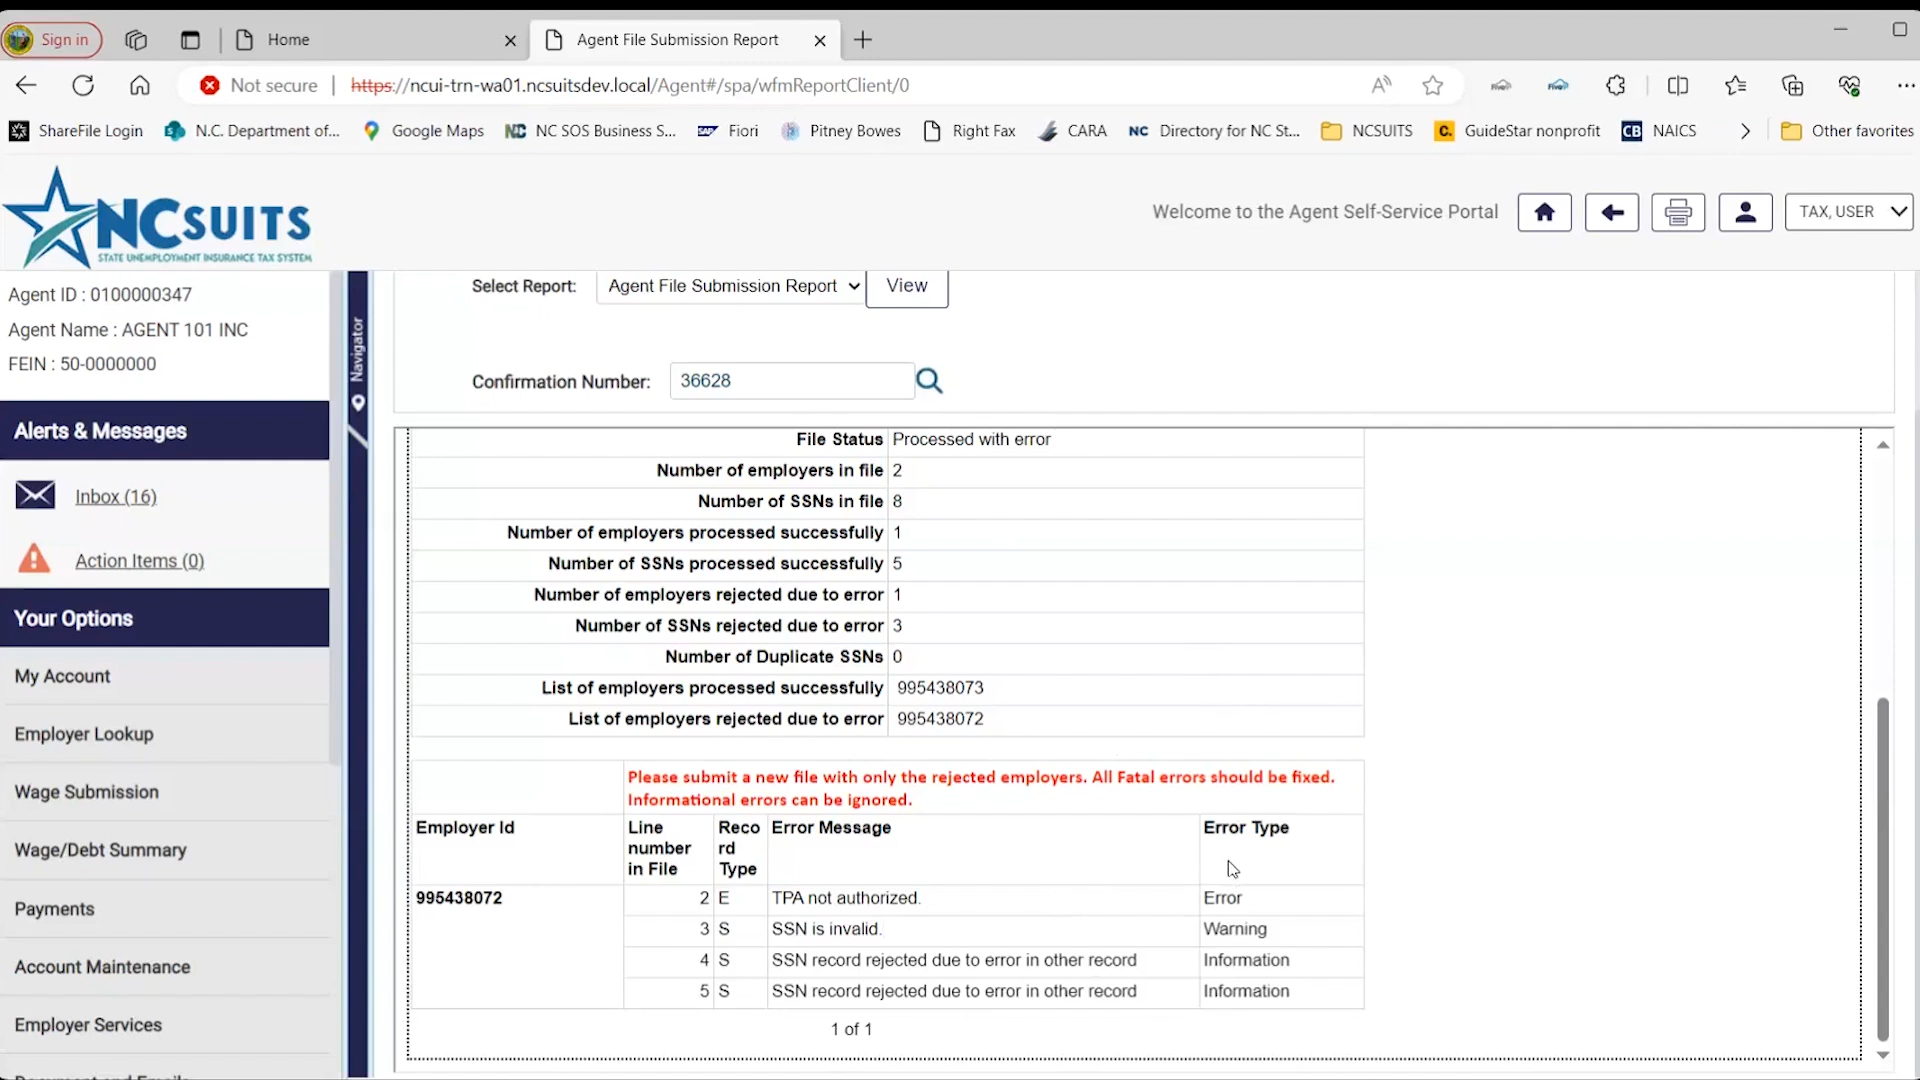 Sign in
Home
Agent File Submission Report
Not secure
https://ncui-trn-wa01.ncsuitsdev.local/Agent#/spa/wfmReportClient/0
ShareFile Login
N.C. Department of...
Google Maps
NC SOS Business S...
Fiori
Pitney Bowes
Right Fax
CARA
NC
Directory for NC St...
NCSUITS
GuideStar nonprofit
CB
NAICS
Other favorites
NCSUITS
STATE UNEMPLOYMENT INSURANCE TAX SYSTEM
Welcome to the Agent Self-Service Portal
TAX, USER
Agent ID : 0100000347
Agent Name : AGENT 101 INC
FEIN : 50-0000000
Alerts & Messages
Inbox (16)
Action Items (0)
Your Options
My Account
Employer Lookup
Wage Submission
Wage/Debt Summary
Payments
Account Maintenance
Employer Services
Navigator
Select Report: Agent File Submission Report View
Confirmation Number: 36628
File Status Processed with error
Number of employers in file 2
Number of SSNs in file 8
Number of employers processed successfully 1
Number of SSNs processed successfully 5
Number of employers rejected due to error 1
Number of SSNs rejected due to error 3
Number of Duplicate SSNs 0
List of employers processed successfully 995438073
List of employers rejected due to error 995438072
Please submit a new file with only the rejected employers. All Fatal errors should be fixed.
Informational errors can be ignored.
Employer Id
Line
number
in File
Reco
rd
Type
Error Message
Error Type
995438072
2 E TPA not authorized. Error
3 S SSN is invalid. Warning
4 S SSN record rejected due to error in other record Information
5 S SSN record rejected due to error in other record Information
1 of 1